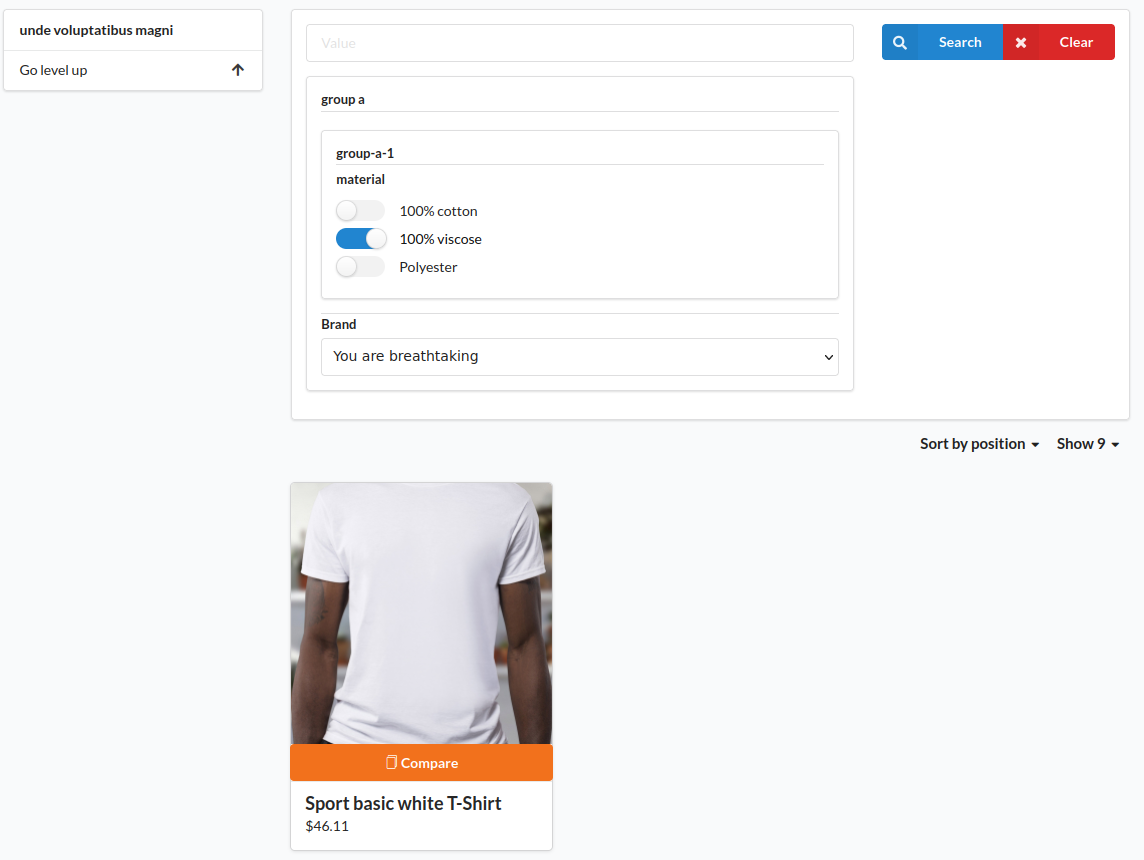 unde voluptatibus magni
Go level up
Value
Search
Clear
group a
group-a-1
material
100% cotton
100% viscose
Polyester
Brand
You are breathtaking
Sort by position
Show 9
Compare
Sport basic white T-Shirt
$46.11